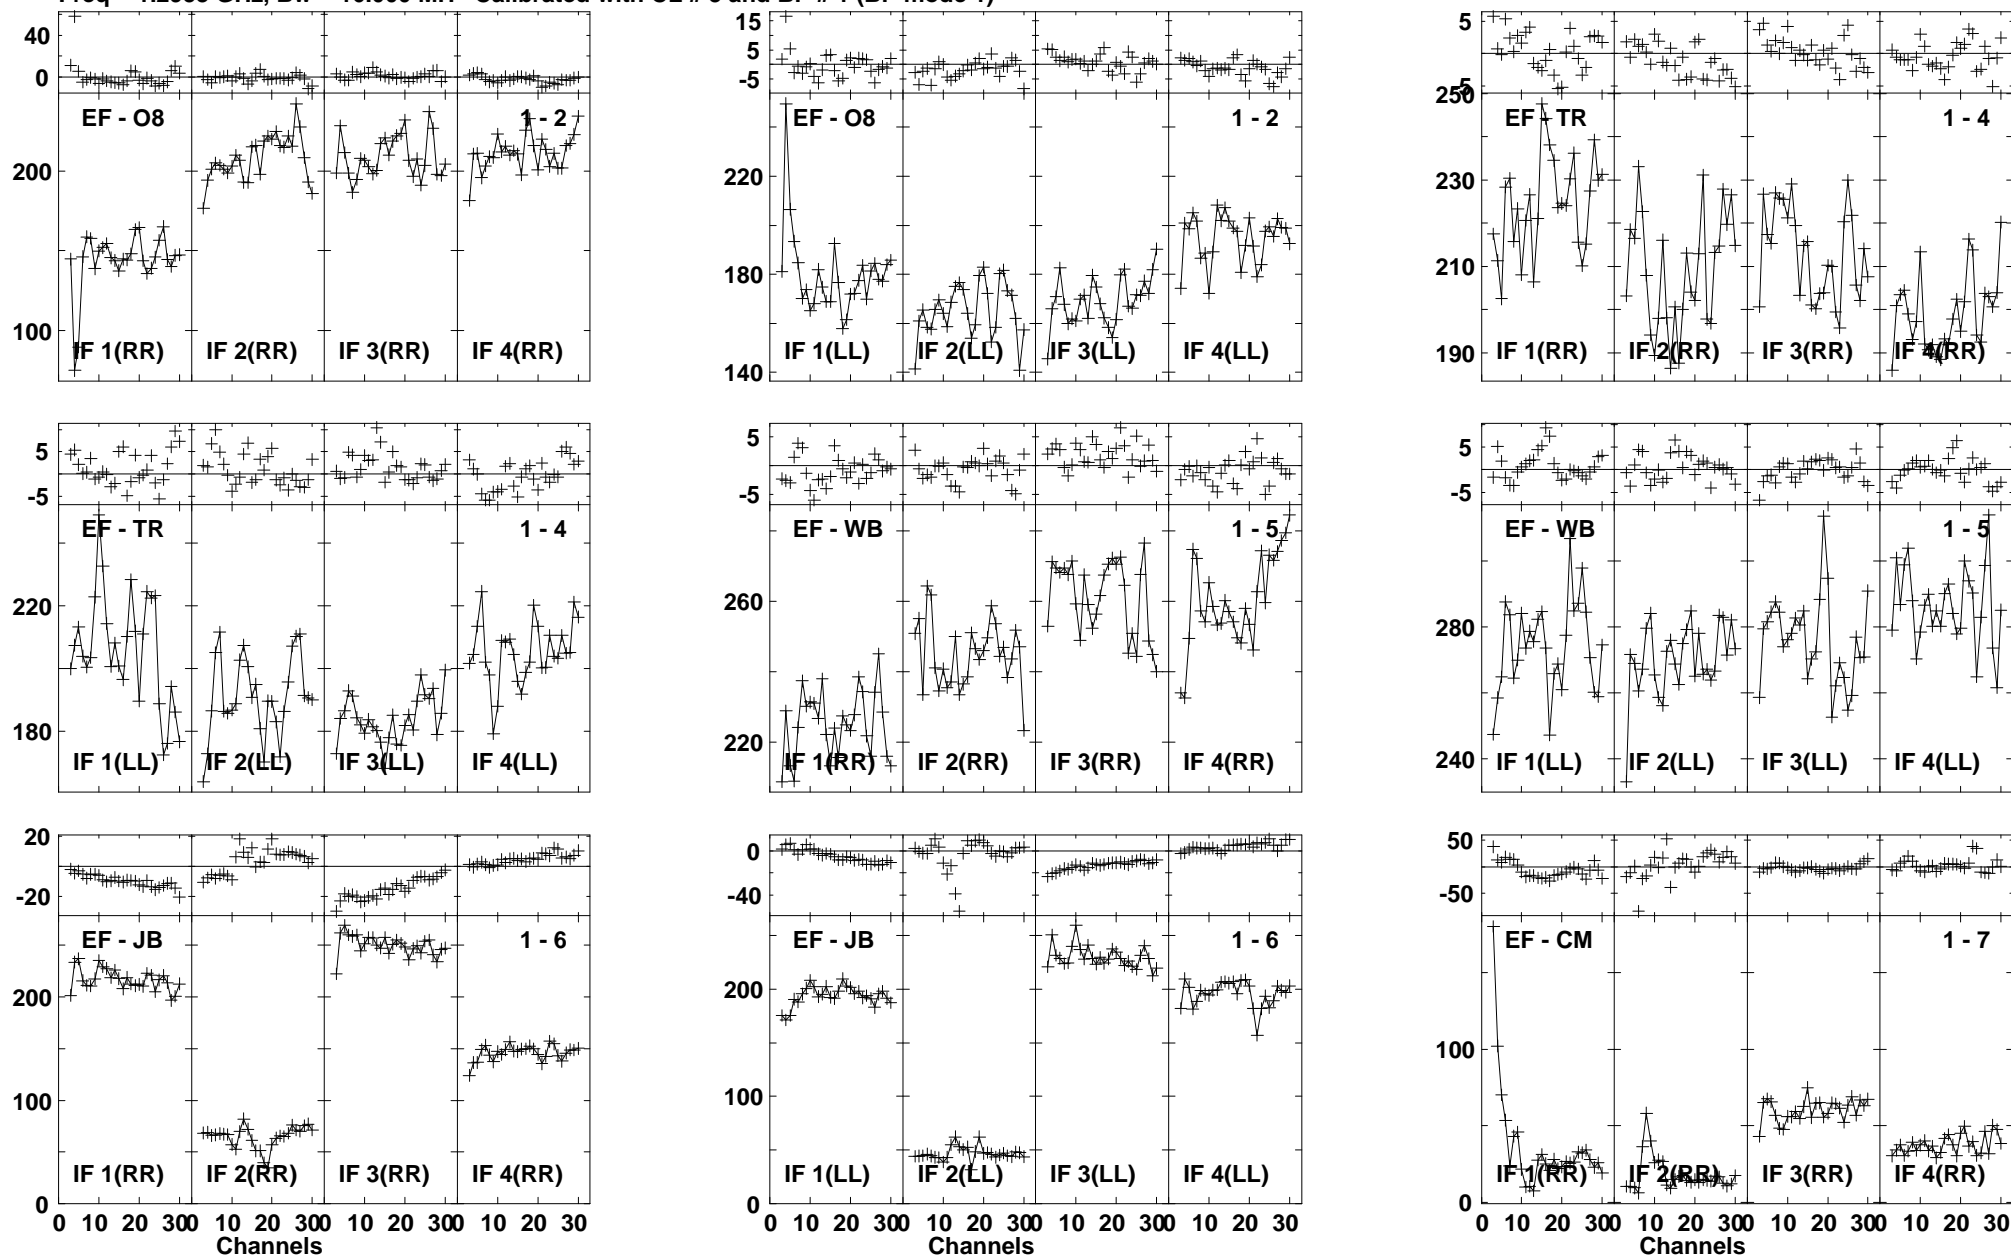 40
0
EF - O8
1 - 2
200
100
IF 1(RR)
IF 2(RR)
IF 3(RR)
IF 4(RR)
15
5
-5
EF - O8
1 - 2
220
180
140
IF 1(LL)
IF 2(LL)
IF 3(LL)
IF 4(LL)
5
5
250
EF - TR
1 - 4
230
210
190
IF 1(RR)
IF 2(RR)
IF 3(RR)
IF 4(RR)
5
-5
EF - TR
1 - 4
220
180
IF 1(LL)
IF 2(LL)
IF 3(LL)
IF 4(LL)
5
-5
EF - WB
1 - 5
260
220
IF 1(RR)
IF 2(RR)
IF 3(RR)
IF 4(RR)
5
-5
EF - WB
1 - 5
280
240
IF 1(LL)
IF 2(LL)
IF 3(LL)
IF 4(LL)
20
-20
EF - JB
1 - 6
200
100
0
IF 1(RR)
IF 2(RR)
IF 3(RR)
IF 4(RR)
0 10 20 30 0 10 20 30 0 10 20 30 0 10 20 30
Channels
0
-40
EF - JB
1 - 6
200
100
0
IF 1(LL)
IF 2(LL)
IF 3(LL)
IF 4(LL)
0 10 20 30 0 10 20 30 0 10 20 30 0 10 20 30
Channels
50
-50
EF - CM
1 - 7
100
0
IF 1(RR)
IF 2(RR)
IF 3(RR)
IF 4(RR)
0 10 20 30 0 10 20 30 0 10 20 30 0 10 20 30
Channels